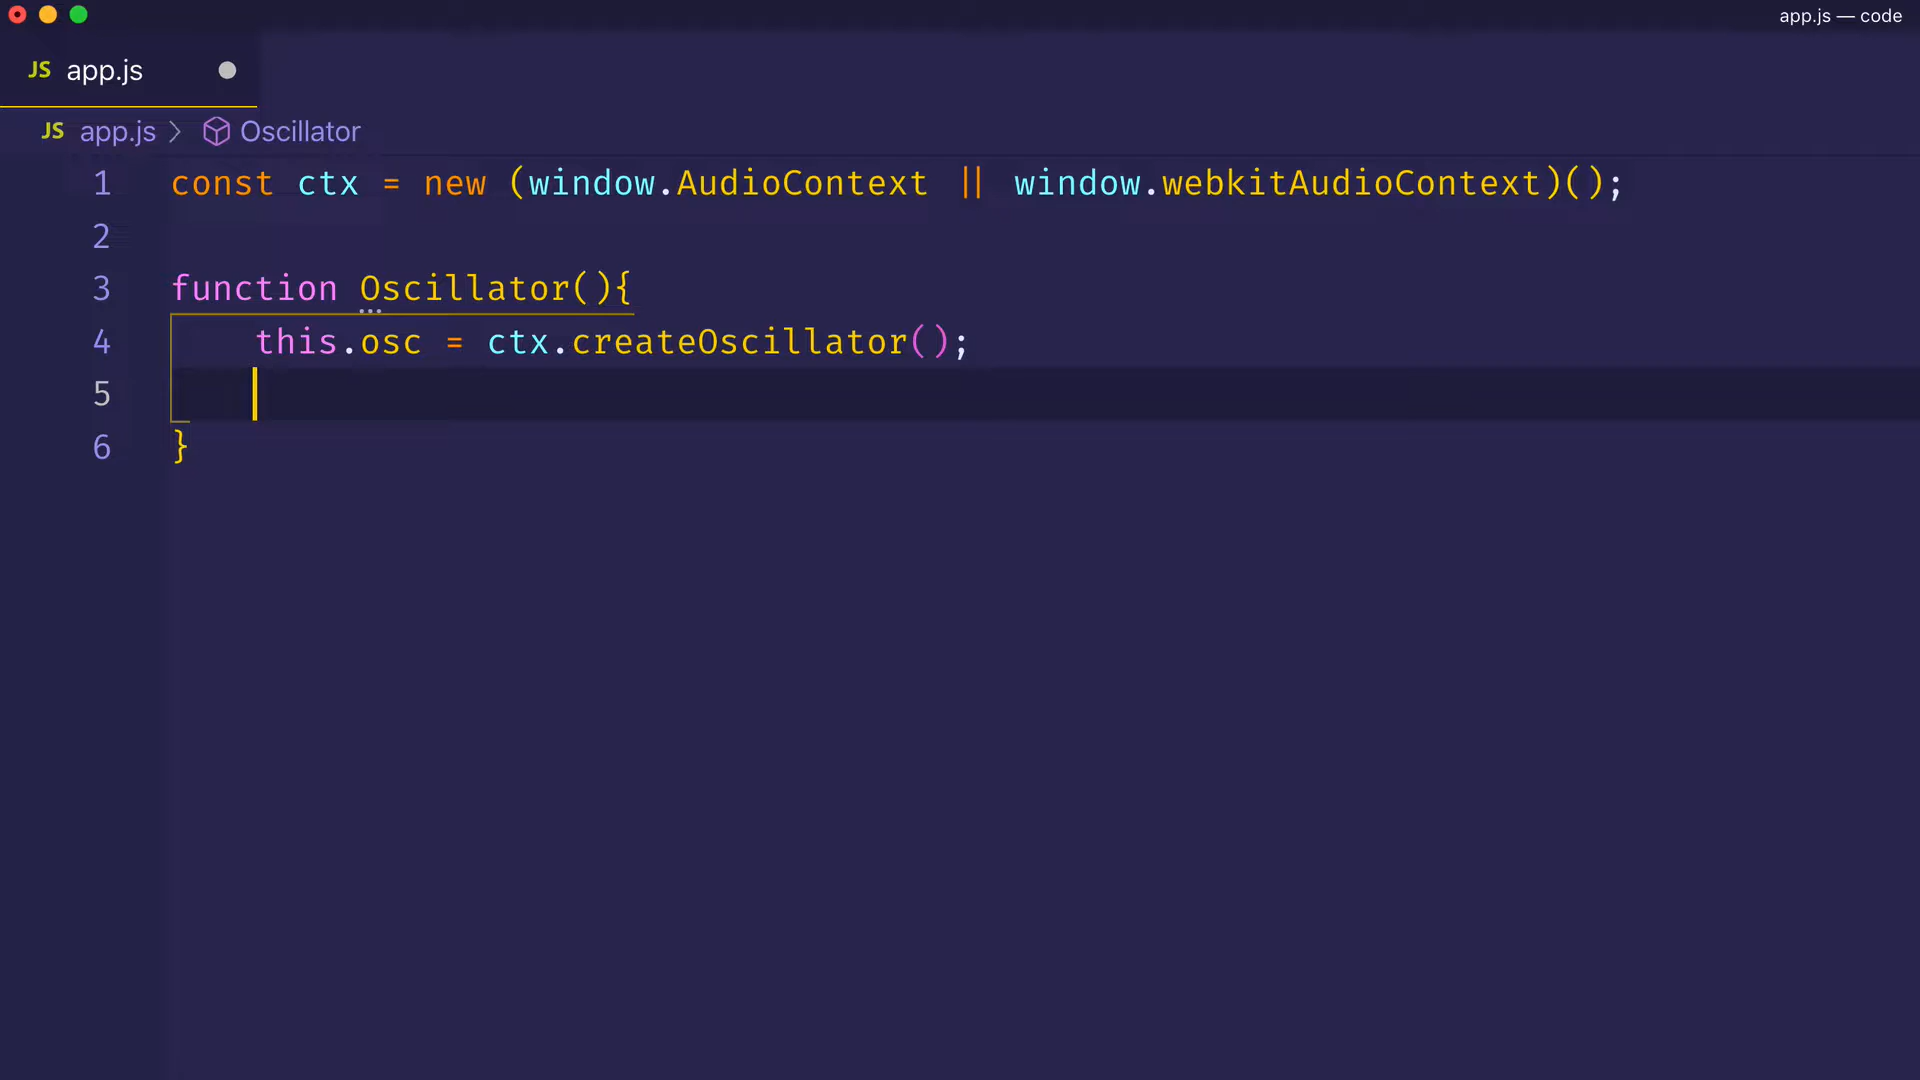 app.js — code
JS app.js
JS app.js > Oscillator
1 const ctx = new (window.AudioContext || window.webkitAudioContext)();
2
3 function Oscillator(){
4     this.osc = ctx.createOscillator();
5
6 }